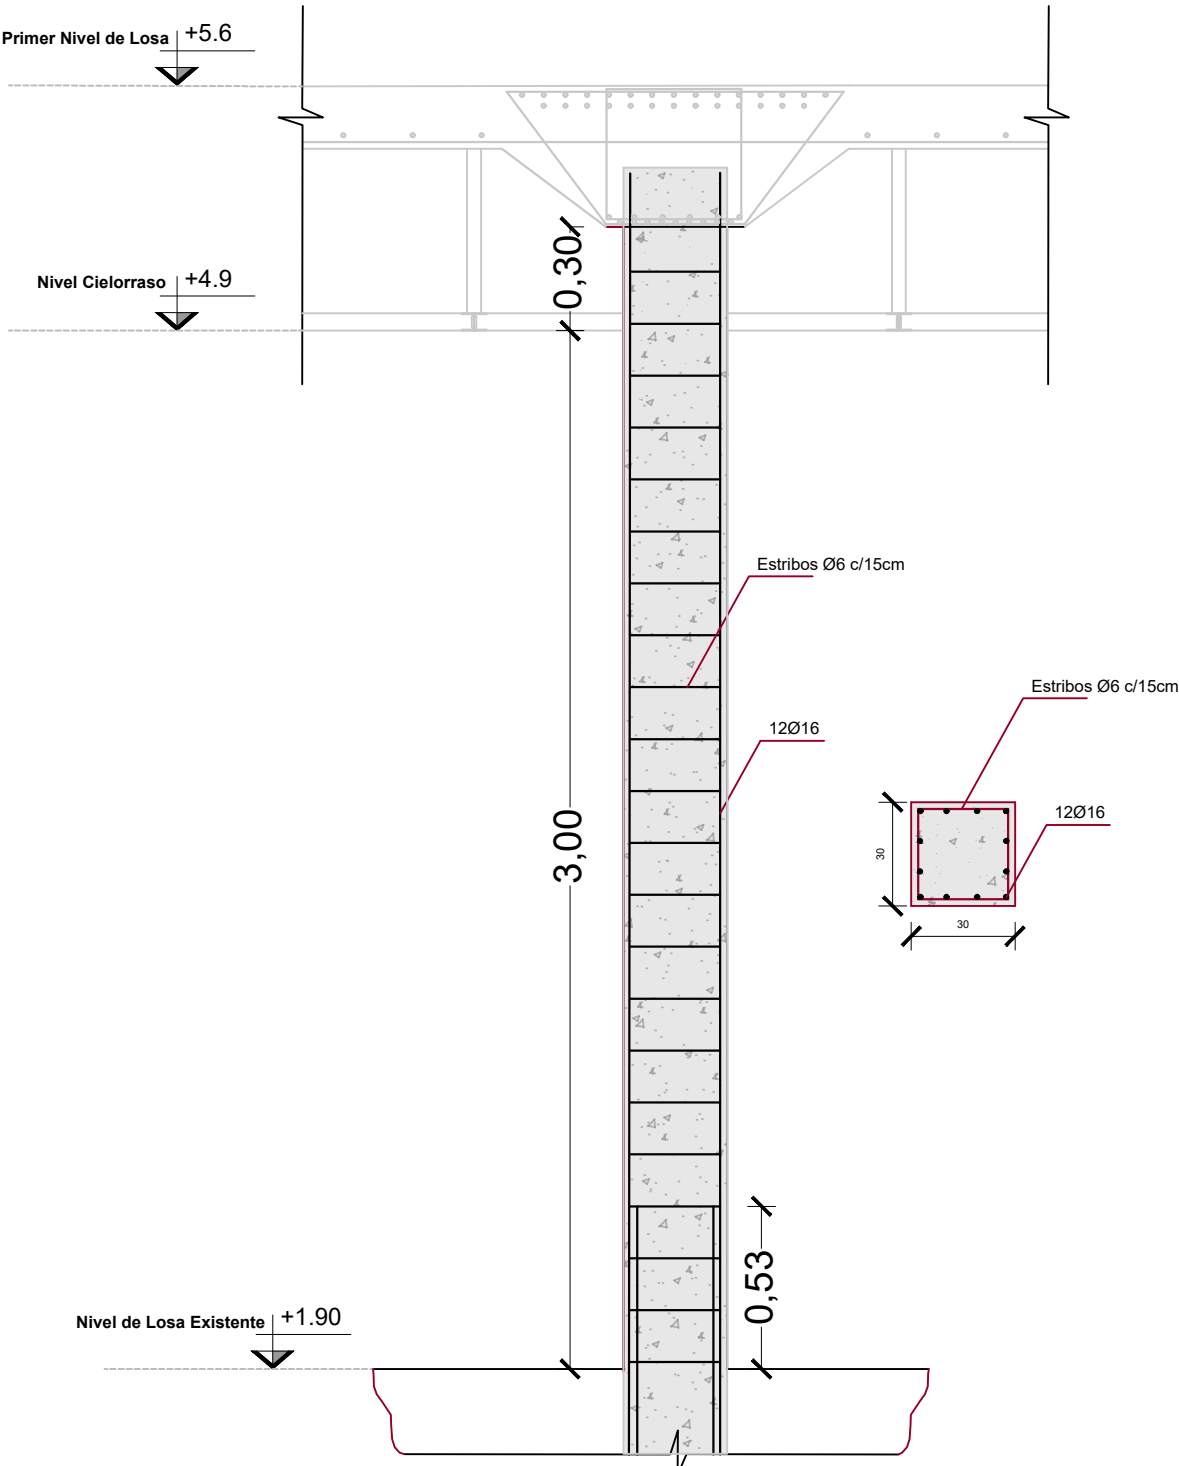 Primer Nivel de Losa +5.6
0,30
Nivel Cielorraso +4.9
Estribos Ø6 c/15cm
Estribos Ø6 c/15cm
12Ø16
12Ø16
3,00
30
30
0,53
Nivel de Losa Existente +1.90